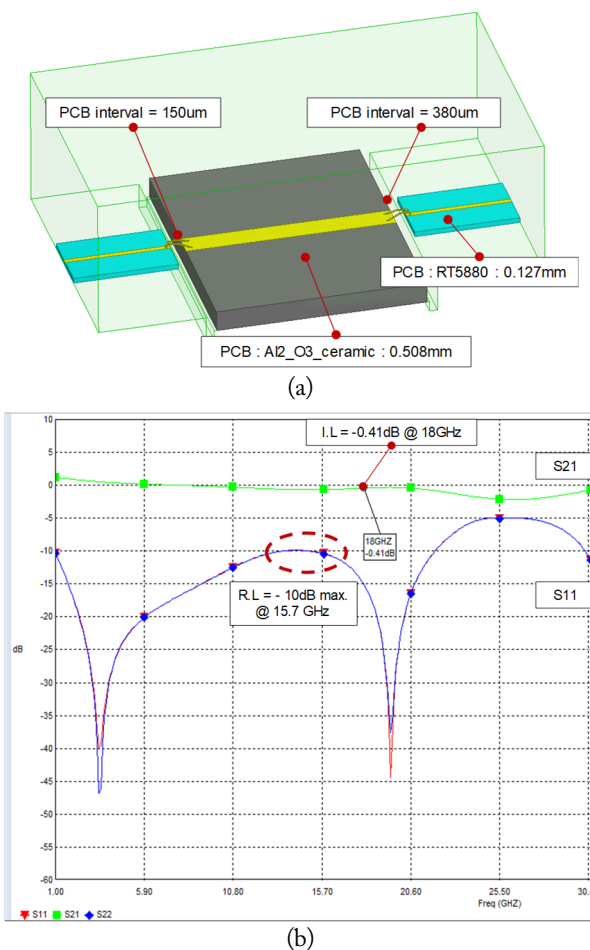 PCB interval = 150um
PCB interval = 380um
PCB : RT5880 : 0.127mm
PCB : Al2_O3_ceramic : 0.508mm
(a)
10
I.L = -0.41dB @ 18GHz
5
S21
0
-5
18GHZ
-0.41dB
-10
R.L = - 10dB max.
@ 15.7 GHz
S11
-15
-20
-25
dB
-30
-35
-40
-45
-50
-55
-60
1.00 5.90 10.80 15.70 20.60 25.50 30.
Freq (GHZ)
S11 S21 S22
(b)